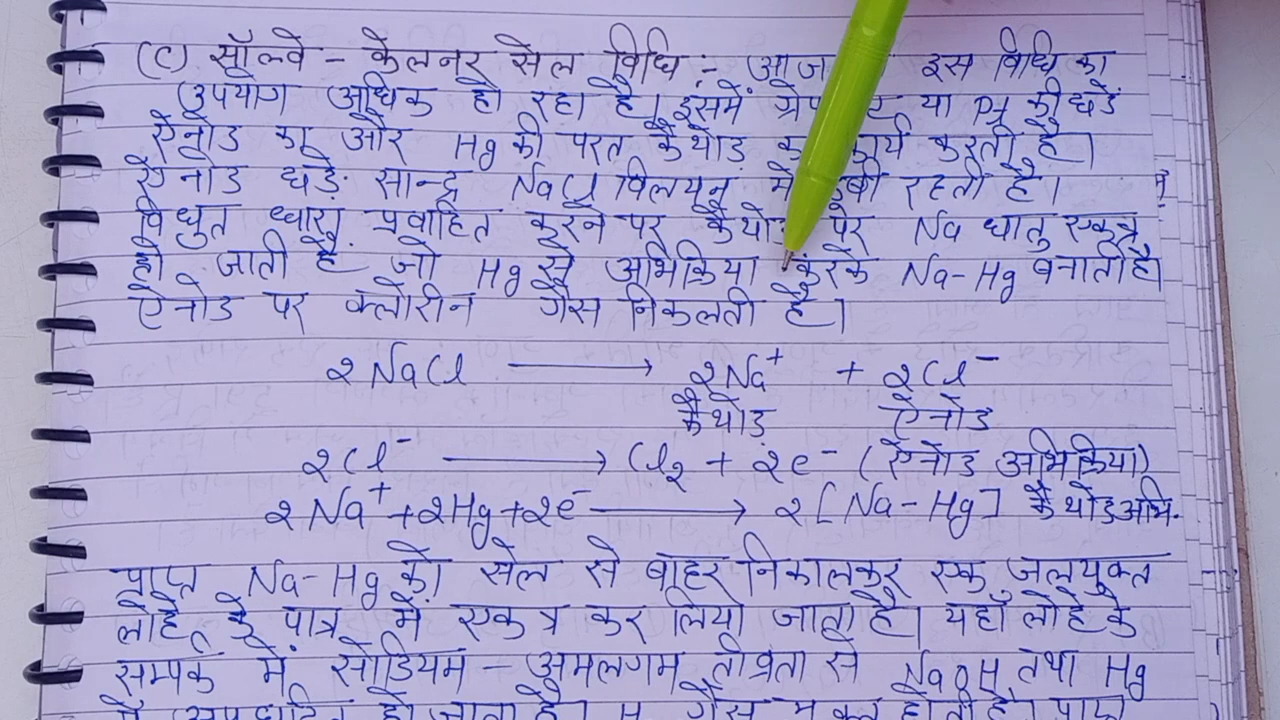 (C) सॉल्वे - कैलनर सेल विधि :- आज इस विधि का
उपयोग अधिक हो रहा है। इसमें ग्रे या Pt की छड़ें
ऐनोड का और Hg की परत कैथोड का कार्य करती है।
ऐनोड छड़ें सान्द्र NaCl विलयन में डूबी रहती है।
विधुत धारा प्रवाहित करने पर कैथोड पर Na धातु एकत्र
हो जाती है जो Hg से अभिक्रिया करके Na-Hg बनाती है।
ऐनोड पर क्लोरीन गैस निकलती है।
2NaCl ⟶ 2Na⁺ + 2Cl⁻
कैथोड ऐनोड
2Cl⁻ ⟶ Cl₂ + 2e⁻ (ऐनोड अभिक्रिया)
2Na⁺+2Hg+2e⁻ ⟶ 2[Na-Hg] कैथोड अभि.
प्राप्त Na-Hg को सेल से बाहर निकालकर एक जलयुक्त
लोहे के पात्र में एकत्र कर लिया जाता है। यहाँ लोहे के
सम्पर्क में सोडियम - अमलगम तीव्रता से NaOH तथा Hg
में अपघटित हो जाता है। H गैस मुक्त होती है। प्राप्त